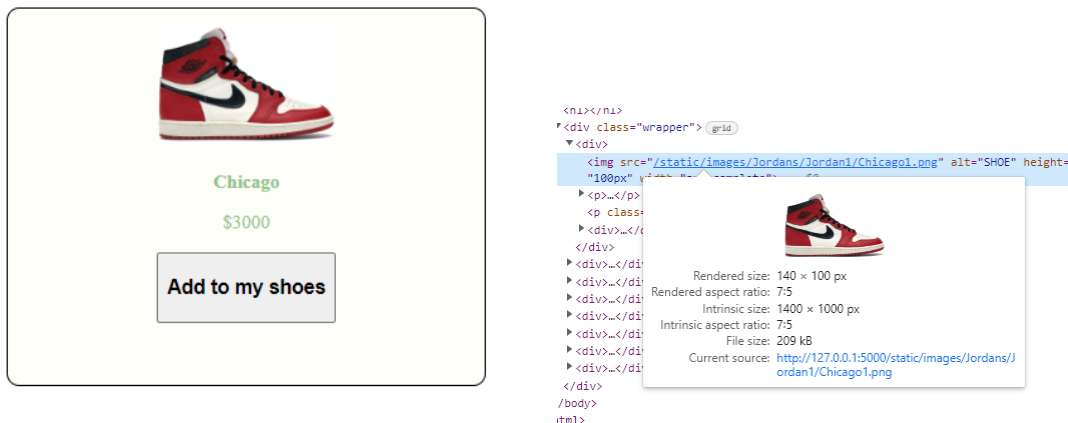 Chicago
$3000
Add to my shoes
<div class="wrapper"> grid
<div>
<img src="/static/images/Jordans/Jordan1/Chicago1.png" alt="SHOE" height=
"100px"
<p>…</p>
<p class=
<div>…</
</div>
<div>…</div
<div>…</div
<div>…</div
<div>…</div
<div>…</div
<div>…</div
<div>…</div
</div>
/body>
html>
Rendered size: 140 × 100 px
Rendered aspect ratio: 7:5
Intrinsic size: 1400 × 1000 px
Intrinsic aspect ratio: 7:5
File size: 209 kB
Current source: http://127.0.0.1:5000/static/images/Jordans/J
ordan1/Chicago1.png